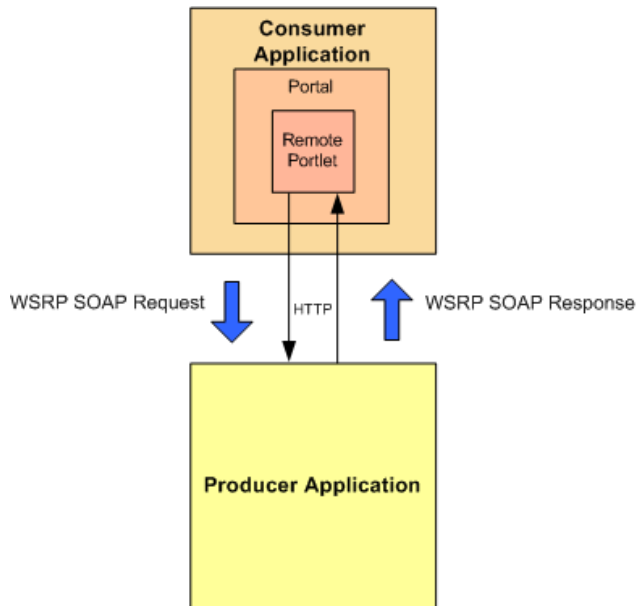 Consumer
Application
Portal
Remote
Portlet
WSRP SOAP Request
HTTP
WSRP SOAP Response
Producer Application